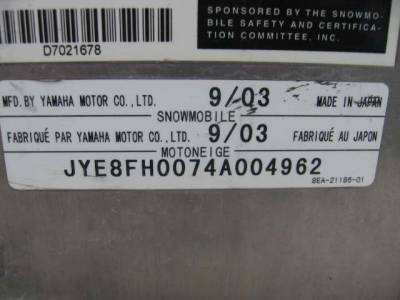 SPONSORED BY THE SNOWMO-
BILE SAFETY AND CERTIFICA-
TION COMMITTEE, INC.
D7021678
MFD. BY YAMAHA MOTOR CO., LTD. 9/03 MADE IN JAPAN
SNOWMOBILE
FABRIQUÉ PAR YAMAHA MOTOR CO., LTD. 9/03 FABRIQUÉ AU JAPON
MOTONEIGE
JYE8FH0074A004962
8EA-21186-01